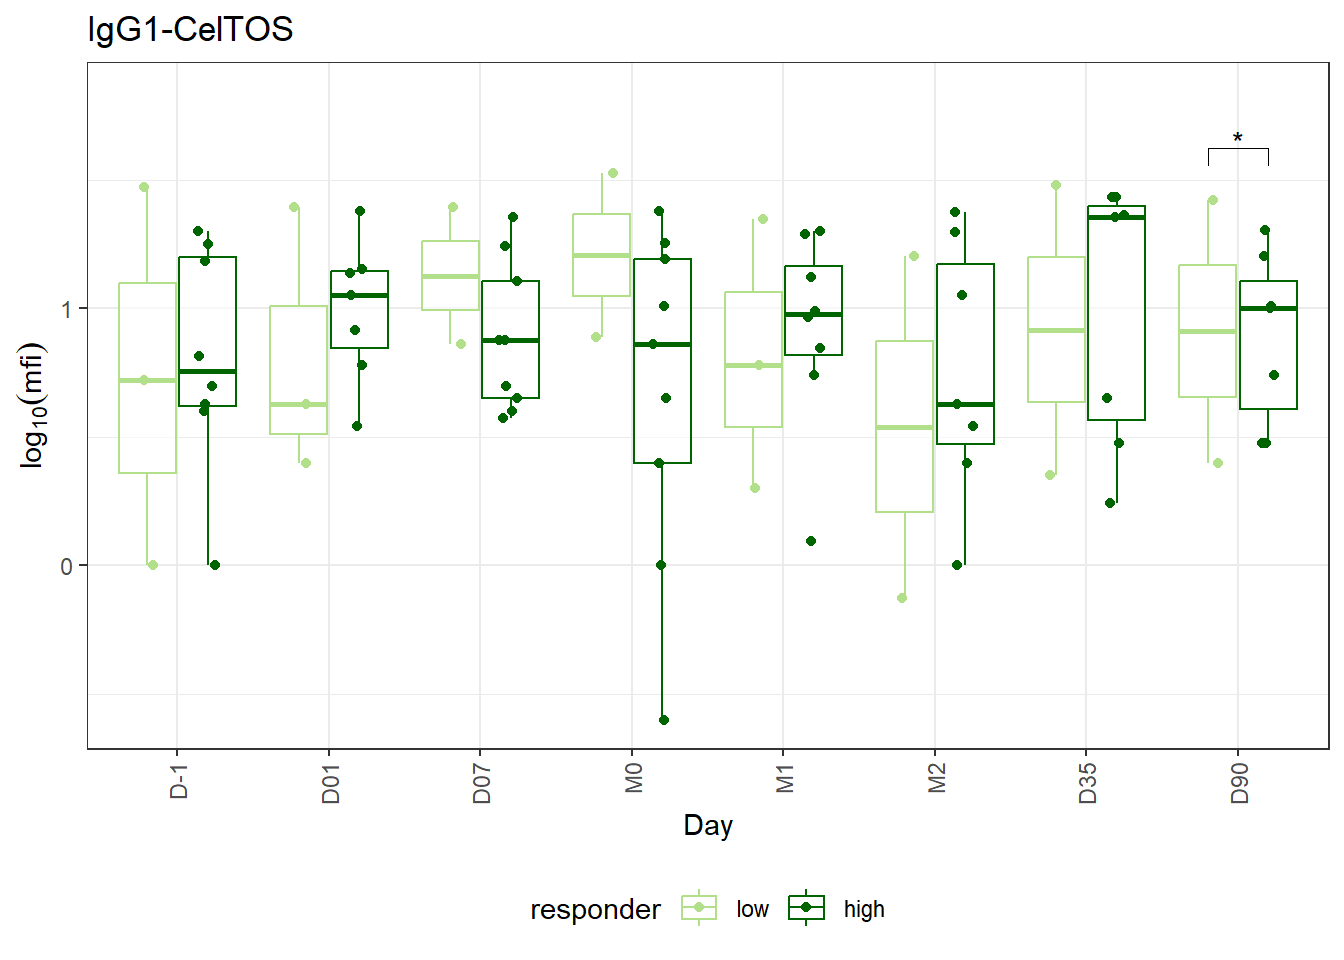 IgG1-CelTOS
*
1
0
log10(mfi)
D-1 D01 D07 M0 M1 M2 D35 D90
Day
responder low high